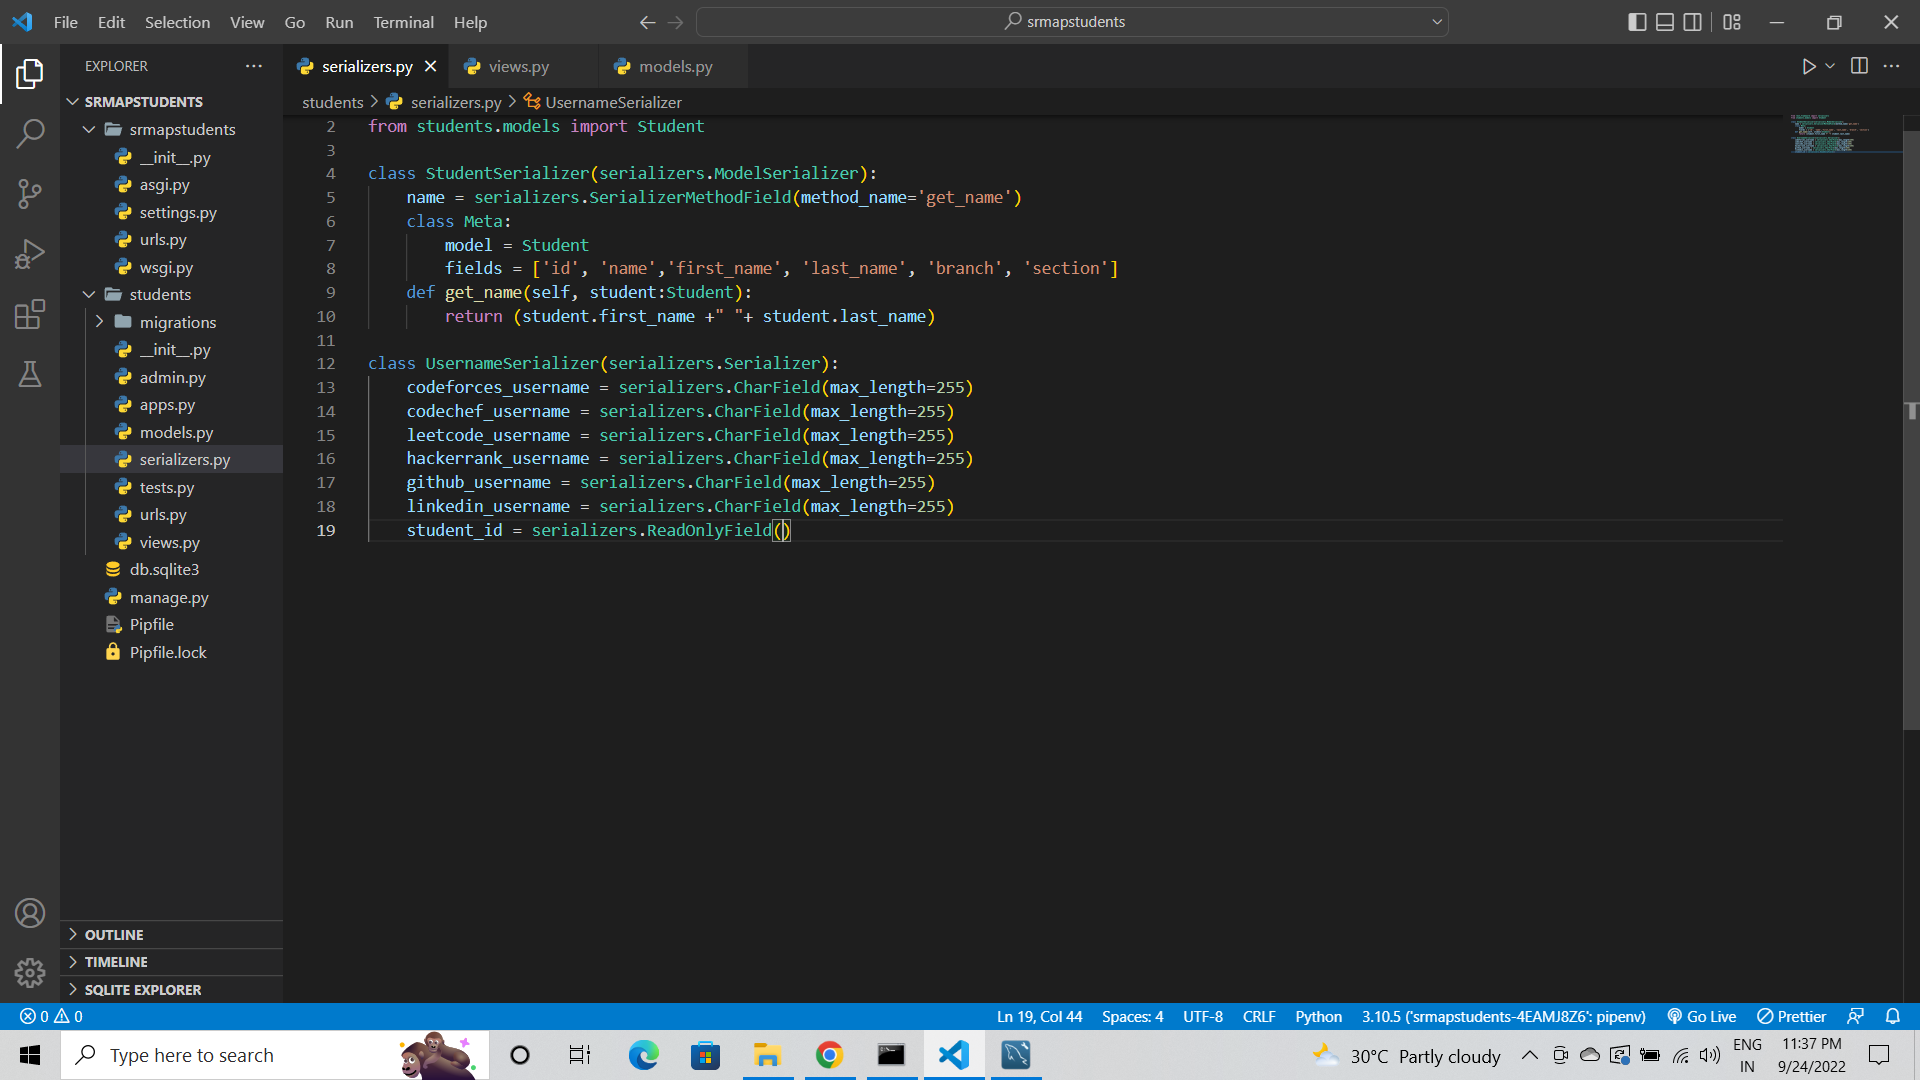 File Edit Selection View Go Run Terminal Help
srmapstudents
EXPLORER
SRMAPSTUDENTS
srmapstudents
__init__.py
asgi.py
settings.py
urls.py
wsgi.py
students
migrations
__init__.py
admin.py
apps.py
models.py
serializers.py
tests.py
urls.py
views.py
db.sqlite3
manage.py
Pipfile
Pipfile.lock
OUTLINE
TIMELINE
SQLITE EXPLORER
serializers.py views.py models.py
students > serializers.py > UsernameSerializer
2 from students.models import Student
3
4 class StudentSerializer(serializers.ModelSerializer):
5     name = serializers.SerializerMethodField(method_name='get_name')
6     class Meta:
7         model = Student
8         fields = ['id', 'name','first_name', 'last_name', 'branch', 'section']
9     def get_name(self, student:Student):
10         return (student.first_name +" "+ student.last_name)
11
12 class UsernameSerializer(serializers.Serializer):
13     codeforces_username = serializers.CharField(max_length=255)
14     codechef_username = serializers.CharField(max_length=255)
15     leetcode_username = serializers.CharField(max_length=255)
16     hackerrank_username = serializers.CharField(max_length=255)
17     github_username = serializers.CharField(max_length=255)
18     linkedin_username = serializers.CharField(max_length=255)
19     student_id = serializers.ReadOnlyField()
0 0 Ln 19, Col 44 Spaces: 4 UTF-8 CRLF Python 3.10.5 ('srmapstudents-4EAMJ8Z6': pipenv) Go Live Prettier
Type here to search
30°C Partly cloudy
ENG
IN
11:37 PM
9/24/2022